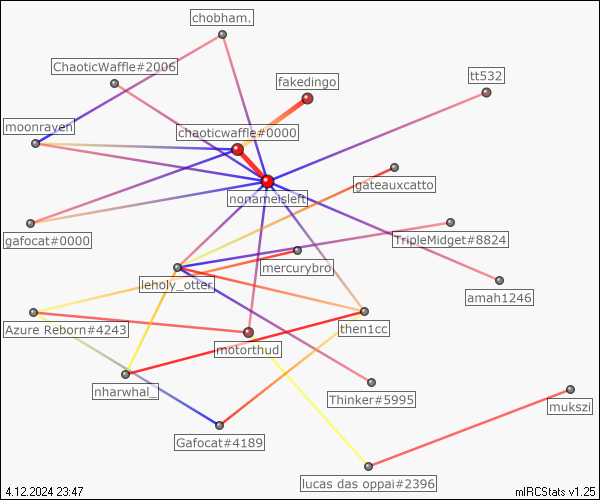 chobham.
ChaoticWaffle#2006
fakedingo
tt532
moonraven
chaoticwaffle#0000
gateauxcatto
nonameisleft
gafocat#0000
TripleMidget#8824
mercurybro
leholy_otter
amah1246
Azure Reborn#4243
then1cc
motorthud
nharwhal_
Thinker#5995
mukszi
Gafocat#4189
lucas das oppai#2396
4.12.2024 23:47
mIRCStats v1.25